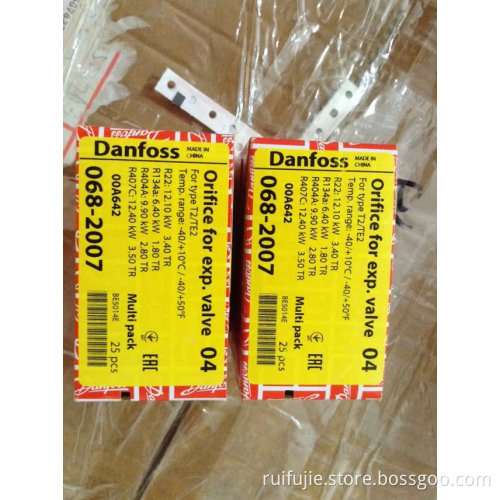 Danfoss
MADE IN
CHINA
Orifice for exp. valve 04
For type T2/TE2
Temp. range: -40/+10°C / -40/+50°F
R22: 12.10 kW 3.40 TR
R134a: 6.40 kW 1.80 TR
R404A: 9.90 kW 2.80 TR
R407C: 12.40 kW 3.50 TR
00A642
068-2007
BE5014E
Multi pack
25 pcs
EAC
Danfoss
MADE IN
CHINA
Orifice for exp. valve 04
For type T2/TE2
Temp. range: -40/+10°C / -40/+50°F
R22: 12.10 kW 3.40 TR
R134a: 6.40 kW 1.80 TR
R404A: 9.90 kW 2.80 TR
R407C: 12.40 kW 3.50 TR
00A642
068-2007
BE5014E
Multi pack
25 pcs
EAC
ruifujie.store.bossgoo.com